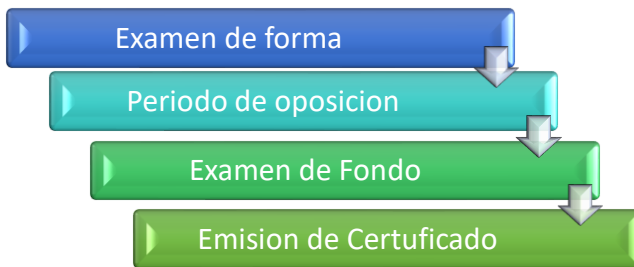 Examen de forma
Periodo de oposicion
Examen de Fondo
Emision de Certuficado